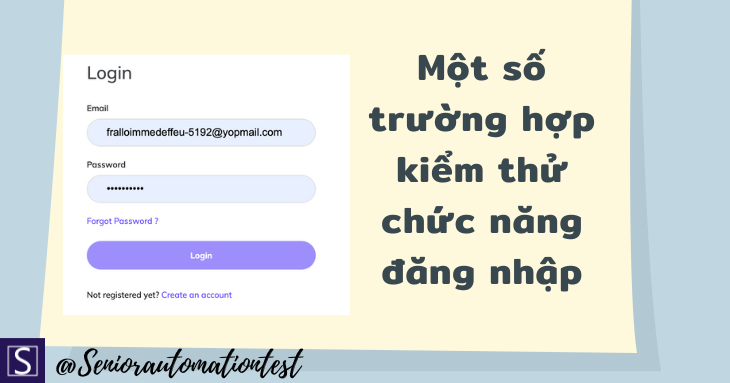 Login
Email
fralloimmedeffeu-5192@yopmail.com
Password
••••••••••
Forgot Password ?
Login
Not registered yet? Create an account
Một số
trường hợp
kiểm thử
chức năng
đăng nhập
S
@Seniorautomationtest